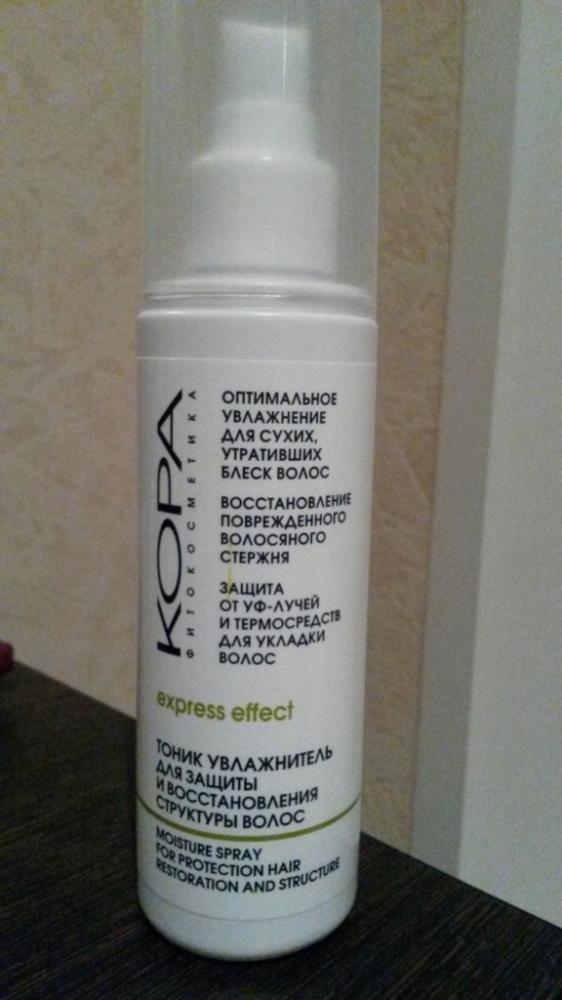 КОРА
ФИТОКОСМЕТИКА
ОПТИМАЛЬНОЕ
УВЛАЖНЕНИЕ
ДЛЯ СУХИХ,
УТРАТИВШИХ
БЛЕСК ВОЛОС
ВОССТАНОВЛЕНИЕ
ПОВРЕЖДЕННОГО
ВОЛОСЯНОГО
СТЕРЖНЯ
ЗАЩИТА
ОТ УФ-ЛУЧЕЙ
И ТЕРМОСРЕДСТВ
ДЛЯ УКЛАДКИ
ВОЛОС
express effect
ТОНИК УВЛАЖНИТЕЛЬ
ДЛЯ ЗАЩИТЫ
И ВОССТАНОВЛЕНИЯ
СТРУКТУРЫ ВОЛОС
MOISTURE SPRAY
FOR PROTECTION HAIR
RESTORATION AND STRUCTURE